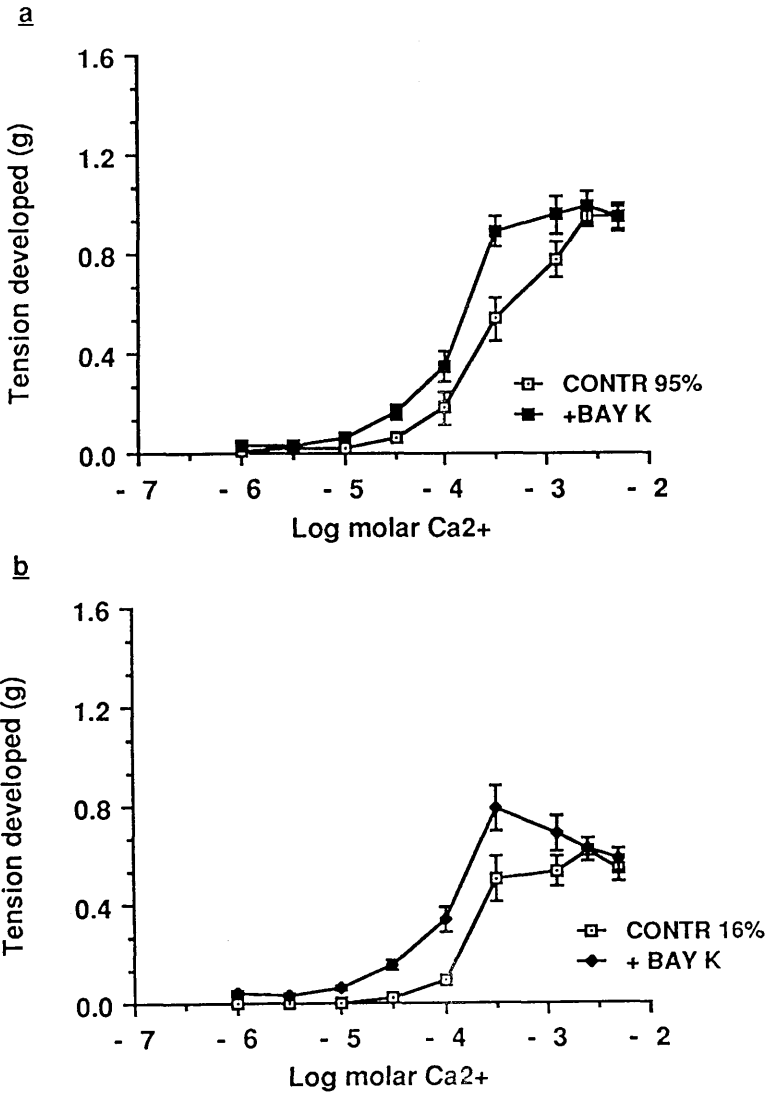 a
1.6
1.2
0.8
0.4
0.0
Tension developed (g)
CONTR 95%
+BAY K
- 7 - 6 - 5 - 4 - 3 - 2
Log molar Ca2+
b
1.6
1.2
0.8
0.4
0.0
Tension developed (g)
CONTR 16%
+ BAY K
- 7 - 6 - 5 - 4 - 3 - 2
Log molar Ca2+